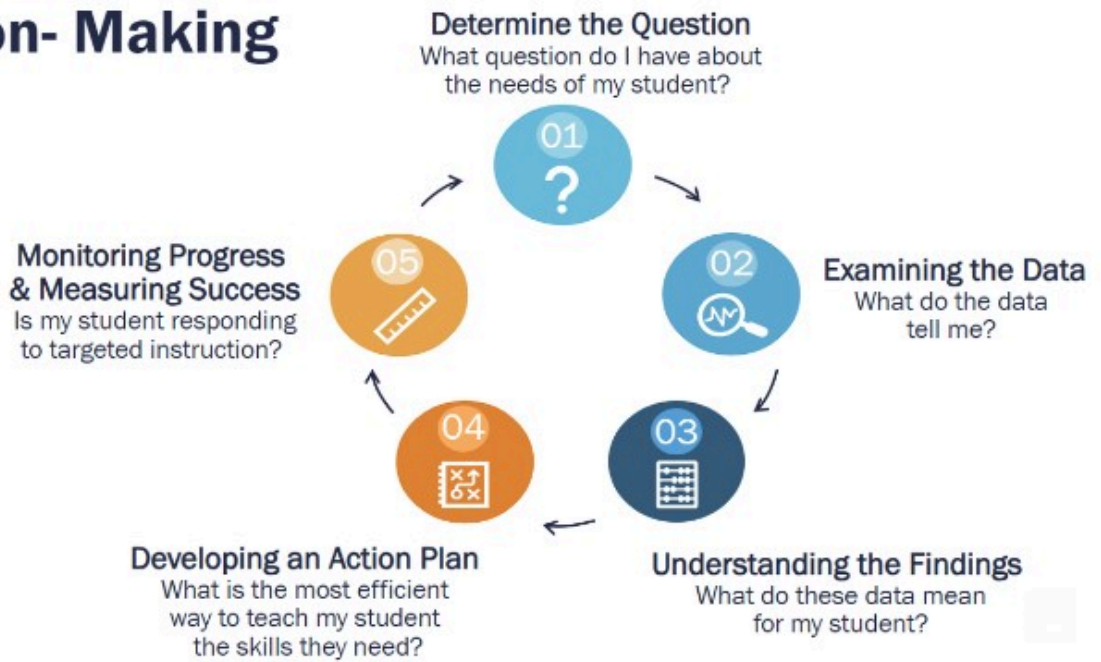 on- Making
Determine the Question
What question do I have about
the needs of my student?
01
?
02
Examining the Data
What do the data
tell me?
03
Understanding the Findings
What do these data mean
for my student?
04
Developing an Action Plan
What is the most efficient
way to teach my student
the skills they need?
05
Monitoring Progress
& Measuring Success
Is my student responding
to targeted instruction?